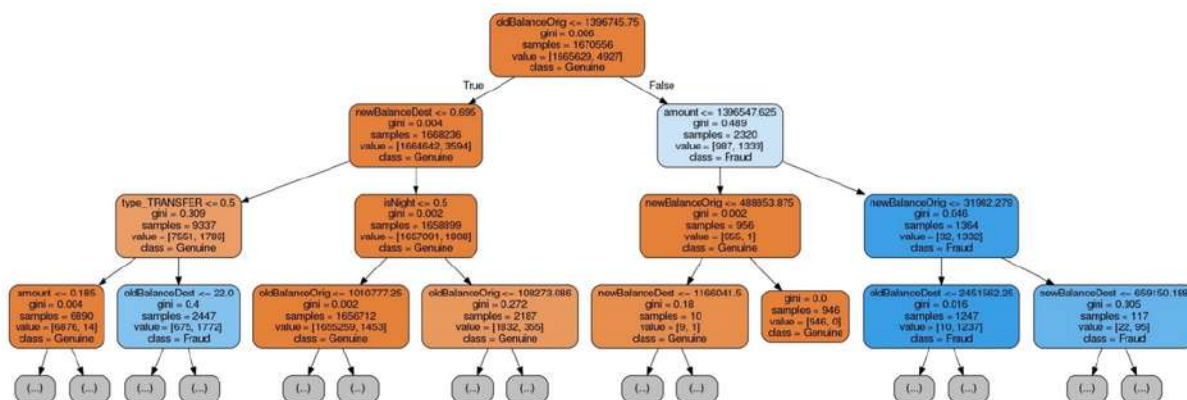 oldBalanceOrig <= 1396745.75
gini = 0.006
samples = 1670556
value = [1665629, 4927]
class = Genuine
True
False
newBalanceDest <= 0.695
gini = 0.004
samples = 1668236
value = [1664642, 3594]
class = Genuine
amount <= 1396547.625
gini = 0.489
samples = 2320
value = [987, 1333]
class = Fraud
type_TRANSFER <= 0.5
gini = 0.309
samples = 9337
value = [7551, 1786]
class = Genuine
isNight <= 0.5
gini = 0.002
samples = 1658899
value = [1657091, 1808]
class = Genuine
newBalanceOrig <= 488853.875
gini = 0.002
samples = 956
value = [955, 1]
class = Genuine
newBalanceOrig <=
gini = 0.046
samples = 1364
value = [32, 1332]
class = Fraud
amount <= 0.185
gini = 0.004
samples = 6890
value = [6876, 14]
class = Genuine
oldBalanceDest <= 22.0
gini = 0.4
samples = 2447
value = [675, 1772]
class = Fraud
oldBalanceOrig <= 1010777.25
gini = 0.002
samples = 1656712
value = [1655259, 1453]
class = Genuine
oldBalanceOrig <=
gini = 0.272
samples = 2187
value = [1832, 355]
class = Genuine
newBalanceDest <= 1166041.5
gini = 0.18
samples = 10
value = [9, 1]
class = Genuine
gini = 0.0
samples = 946
value = [946, 0]
class = Genuine
oldBalanceDest <= 2451562.25
gini = 0.016
samples = 1247
value = [10, 1237]
class = Fraud
newBalanceDest <= 659150.188
gini = 0.305
samples = 117
value = [22, 95]
class = Fraud
(...) (...) (...) (...) (...) (...) (...) (...) (...) (...) (...) (...) (...) (...)